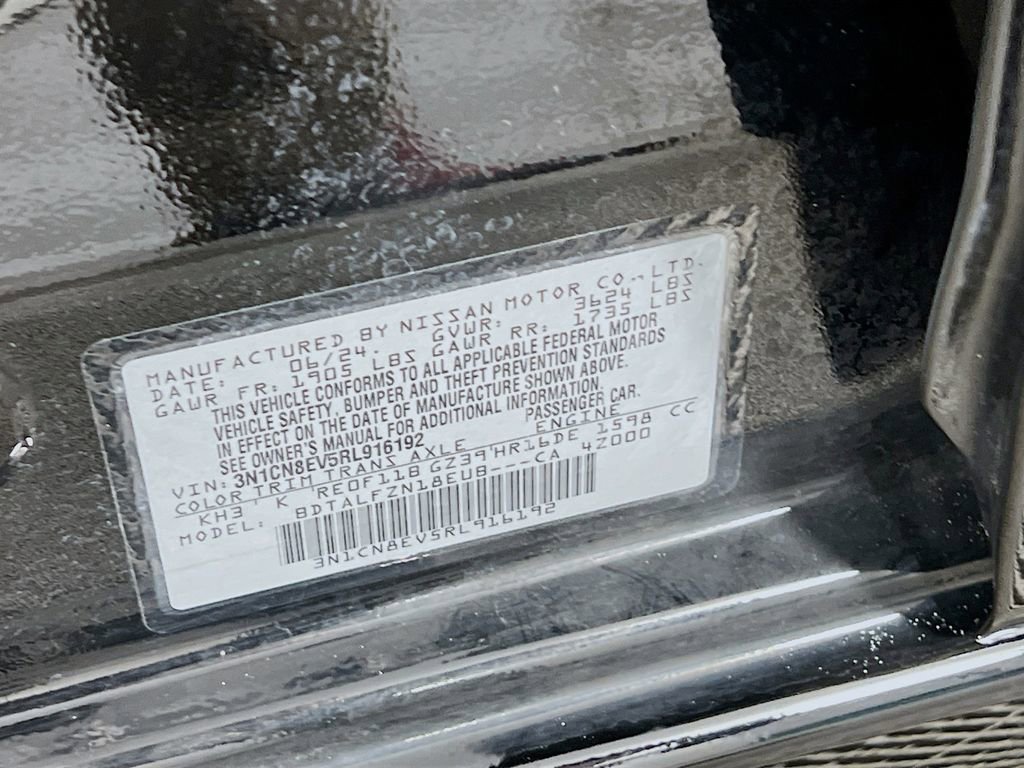 MANUFACTURED BY NISSAN MOTOR CO., LTD.
DATE: 06/24. GVWR: 3624 LBS
GAWR FR: 1905 LBS GAWR RR: 1735 LBS
THIS VEHICLE CONFORMS TO ALL APPLICABLE FEDERAL MOTOR
VEHICLE SAFETY, BUMPER AND THEFT PREVENTION STANDARDS
IN EFFECT ON THE DATE OF MANUFACTURE SHOWN ABOVE.
SEE OWNER'S MANUAL FOR ADDITIONAL INFORMATION.
VIN: 3N1CN8EV5RL916192 PASSENGER CAR.
COLOR TRIM TRANS AXLE ENGINE
KH3 K RE0F11B GZ39 HR16DE 1598 CC
MODEL: BDTALFZN18EUB---CA 4Z000
3N1CN8EV5RL916192